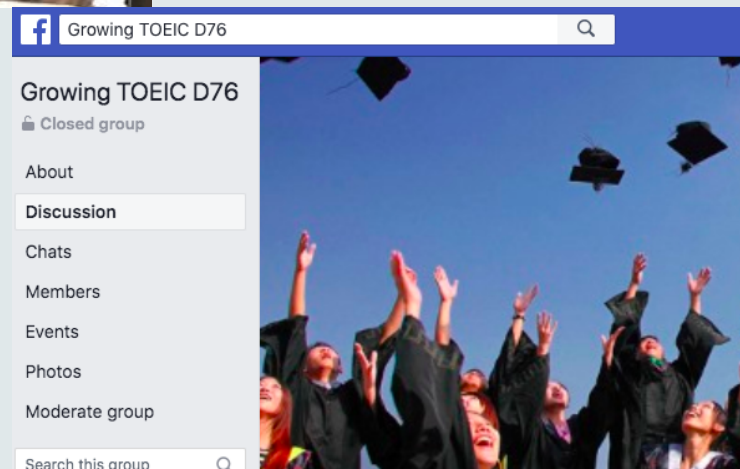 Growing TOEIC D76
Growing TOEIC D76
Closed group
About
Discussion
Chats
Members
Events
Photos
Moderate group
Search this group